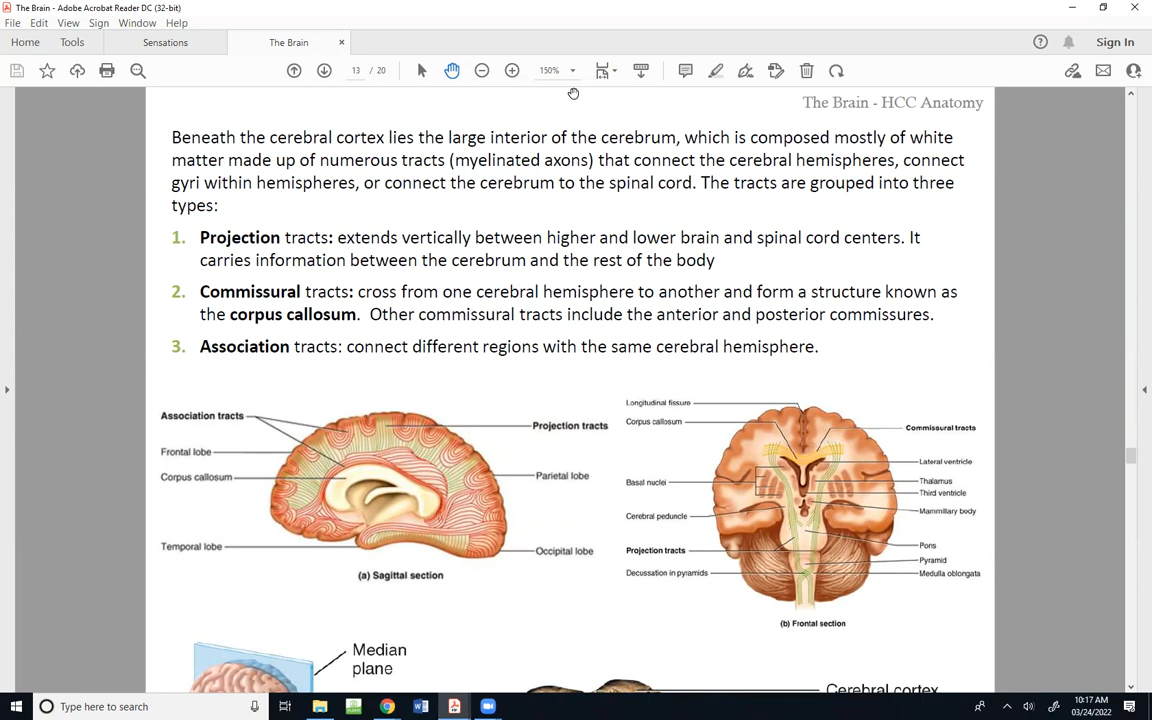 The Brain - Adobe Acrobat Reader DC (32-bit)
File Edit View Sign Window Help
Home Tools Sensations The Brain × Sign In
13 / 20 150%
The Brain - HCC Anatomy
Beneath the cerebral cortex lies the large interior of the cerebrum, which is composed mostly of white
matter made up of numerous tracts (myelinated axons) that connect the cerebral hemispheres, connect
gyri within hemispheres, or connect the cerebrum to the spinal cord. The tracts are grouped into three
types:
1. Projection tracts: extends vertically between higher and lower brain and spinal cord centers. It
carries information between the cerebrum and the rest of the body
2. Commissural tracts: cross from one cerebral hemisphere to another and form a structure known as
the corpus callosum. Other commissural tracts include the anterior and posterior commissures.
3. Association tracts: connect different regions with the same cerebral hemisphere.
Association tracts
Frontal lobe
Corpus callosum
Temporal lobe
Projection tracts
Parietal lobe
Occipital lobe
(a) Sagittal section
Longitudinal fissure
Corpus callosum
Basal nuclei
Cerebral peduncle
Projection tracts
Decussation in pyramids
Commissural tracts
Lateral ventricle
Thalamus
Third ventricle
Mammillary body
Pons
Pyramid
Medulla oblongata
(b) Frontal section
Median
plane
Cerebral cortex
Type here to search
10:17 AM
03/24/2022